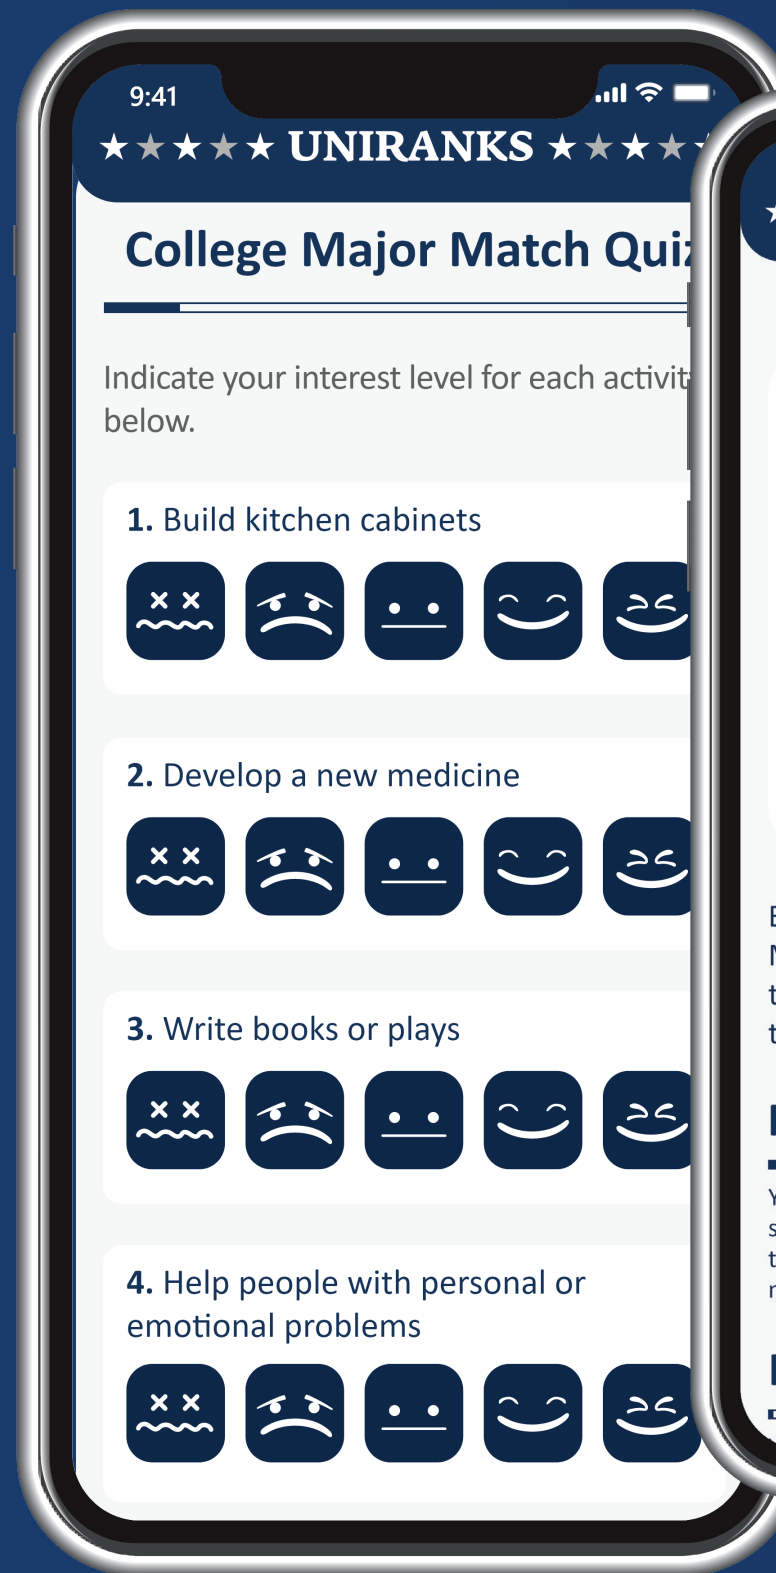 9:41
UNIRANKS
College Major Match Quiz
Indicate your interest level for each activity
below.
1. Build kitchen cabinets
2. Develop a new medicine
3. Write books or plays
4. Help people with personal or
emotional problems